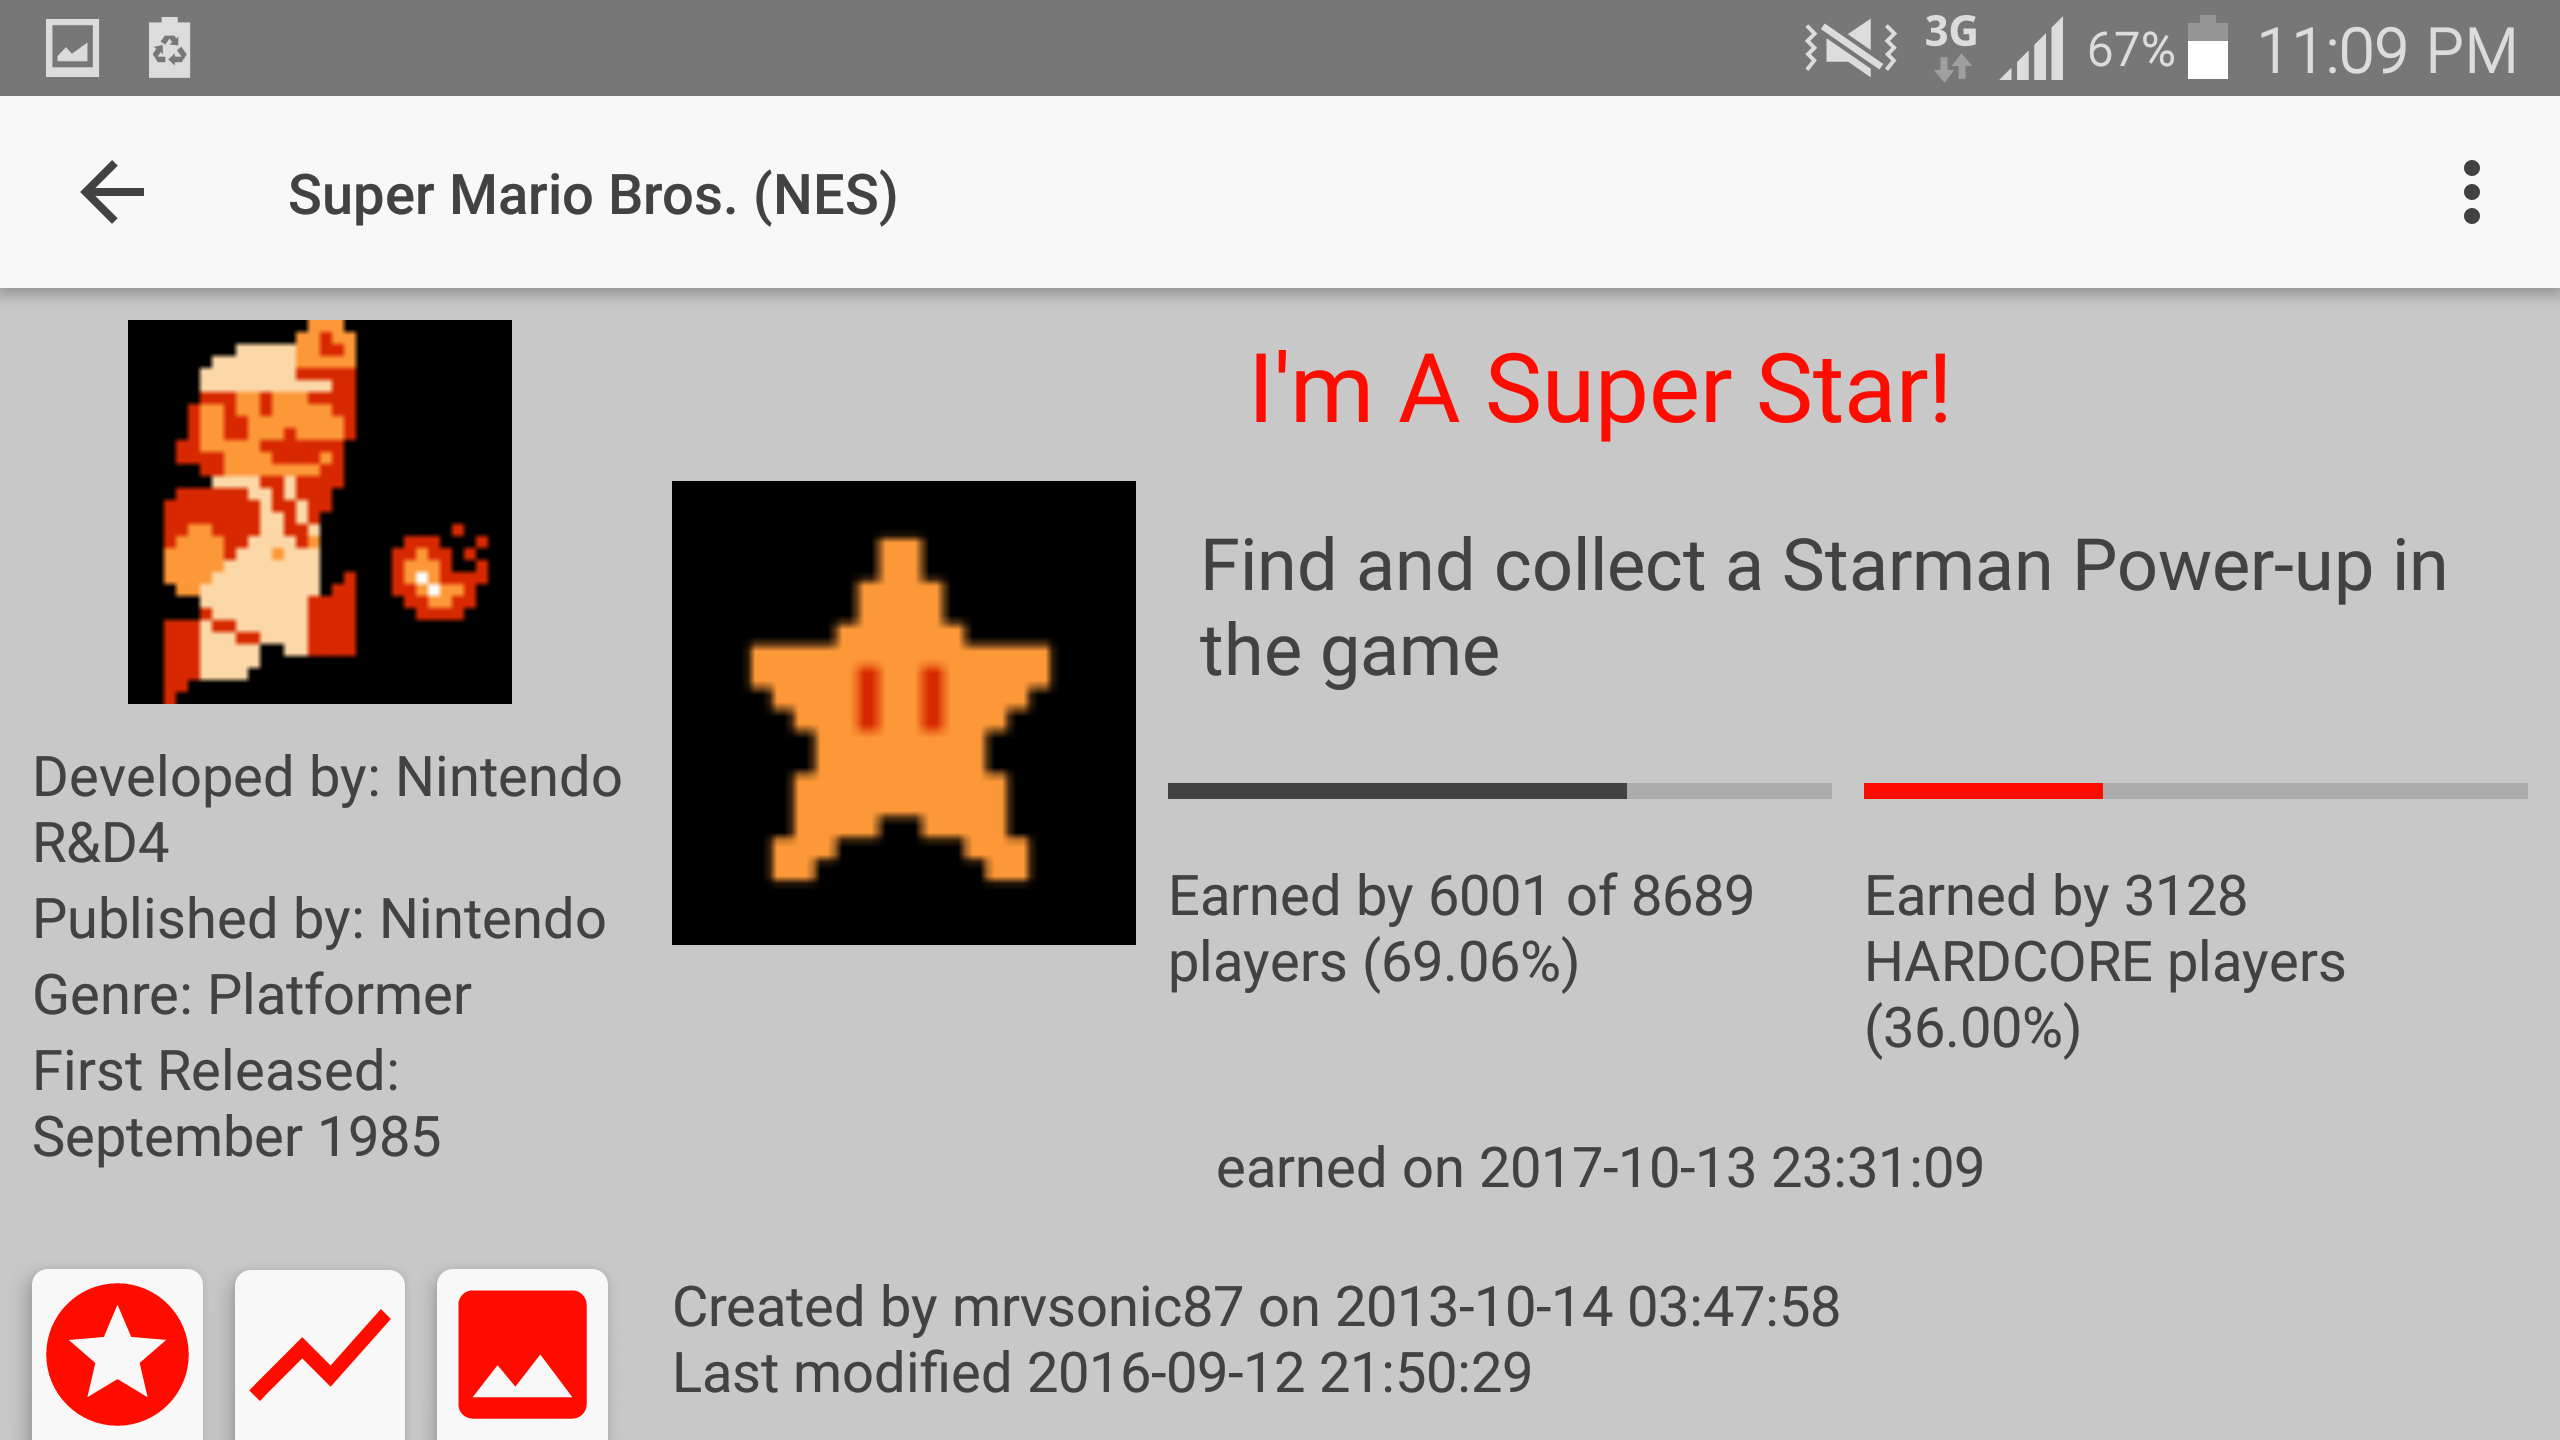 3G 67% 11:09 PM
Super Mario Bros. (NES)
Developed by: Nintendo
R&D4
Published by: Nintendo
Genre: Platformer
First Released:
September 1985
I'm A Super Star!
Find and collect a Starman Power-up in
the game
Earned by 6001 of 8689
players (69.06%)
Earned by 3128
HARDCORE players
(36.00%)
earned on 2017-10-13 23:31:09
Created by mrvsonic87 on 2013-10-14 03:47:58
Last modified 2016-09-12 21:50:29